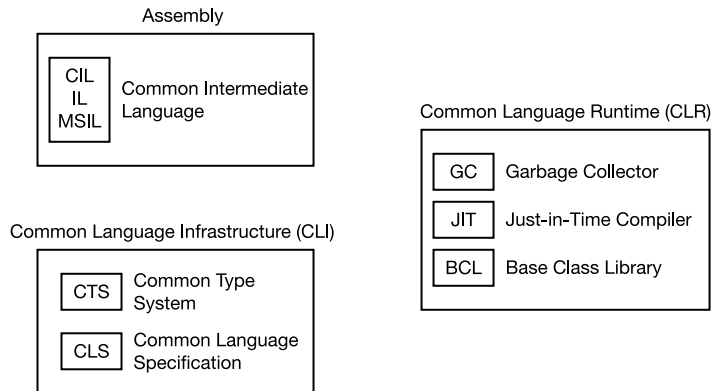 Assembly
CIL
IL
MSIL
Common Intermediate
Language
Common Language Infrastructure (CLI)
CTS
Common Type
System
CLS
Common Language
Specification
Common Language Runtime (CLR)
GC
Garbage Collector
JIT
Just-in-Time Compiler
BCL
Base Class Library